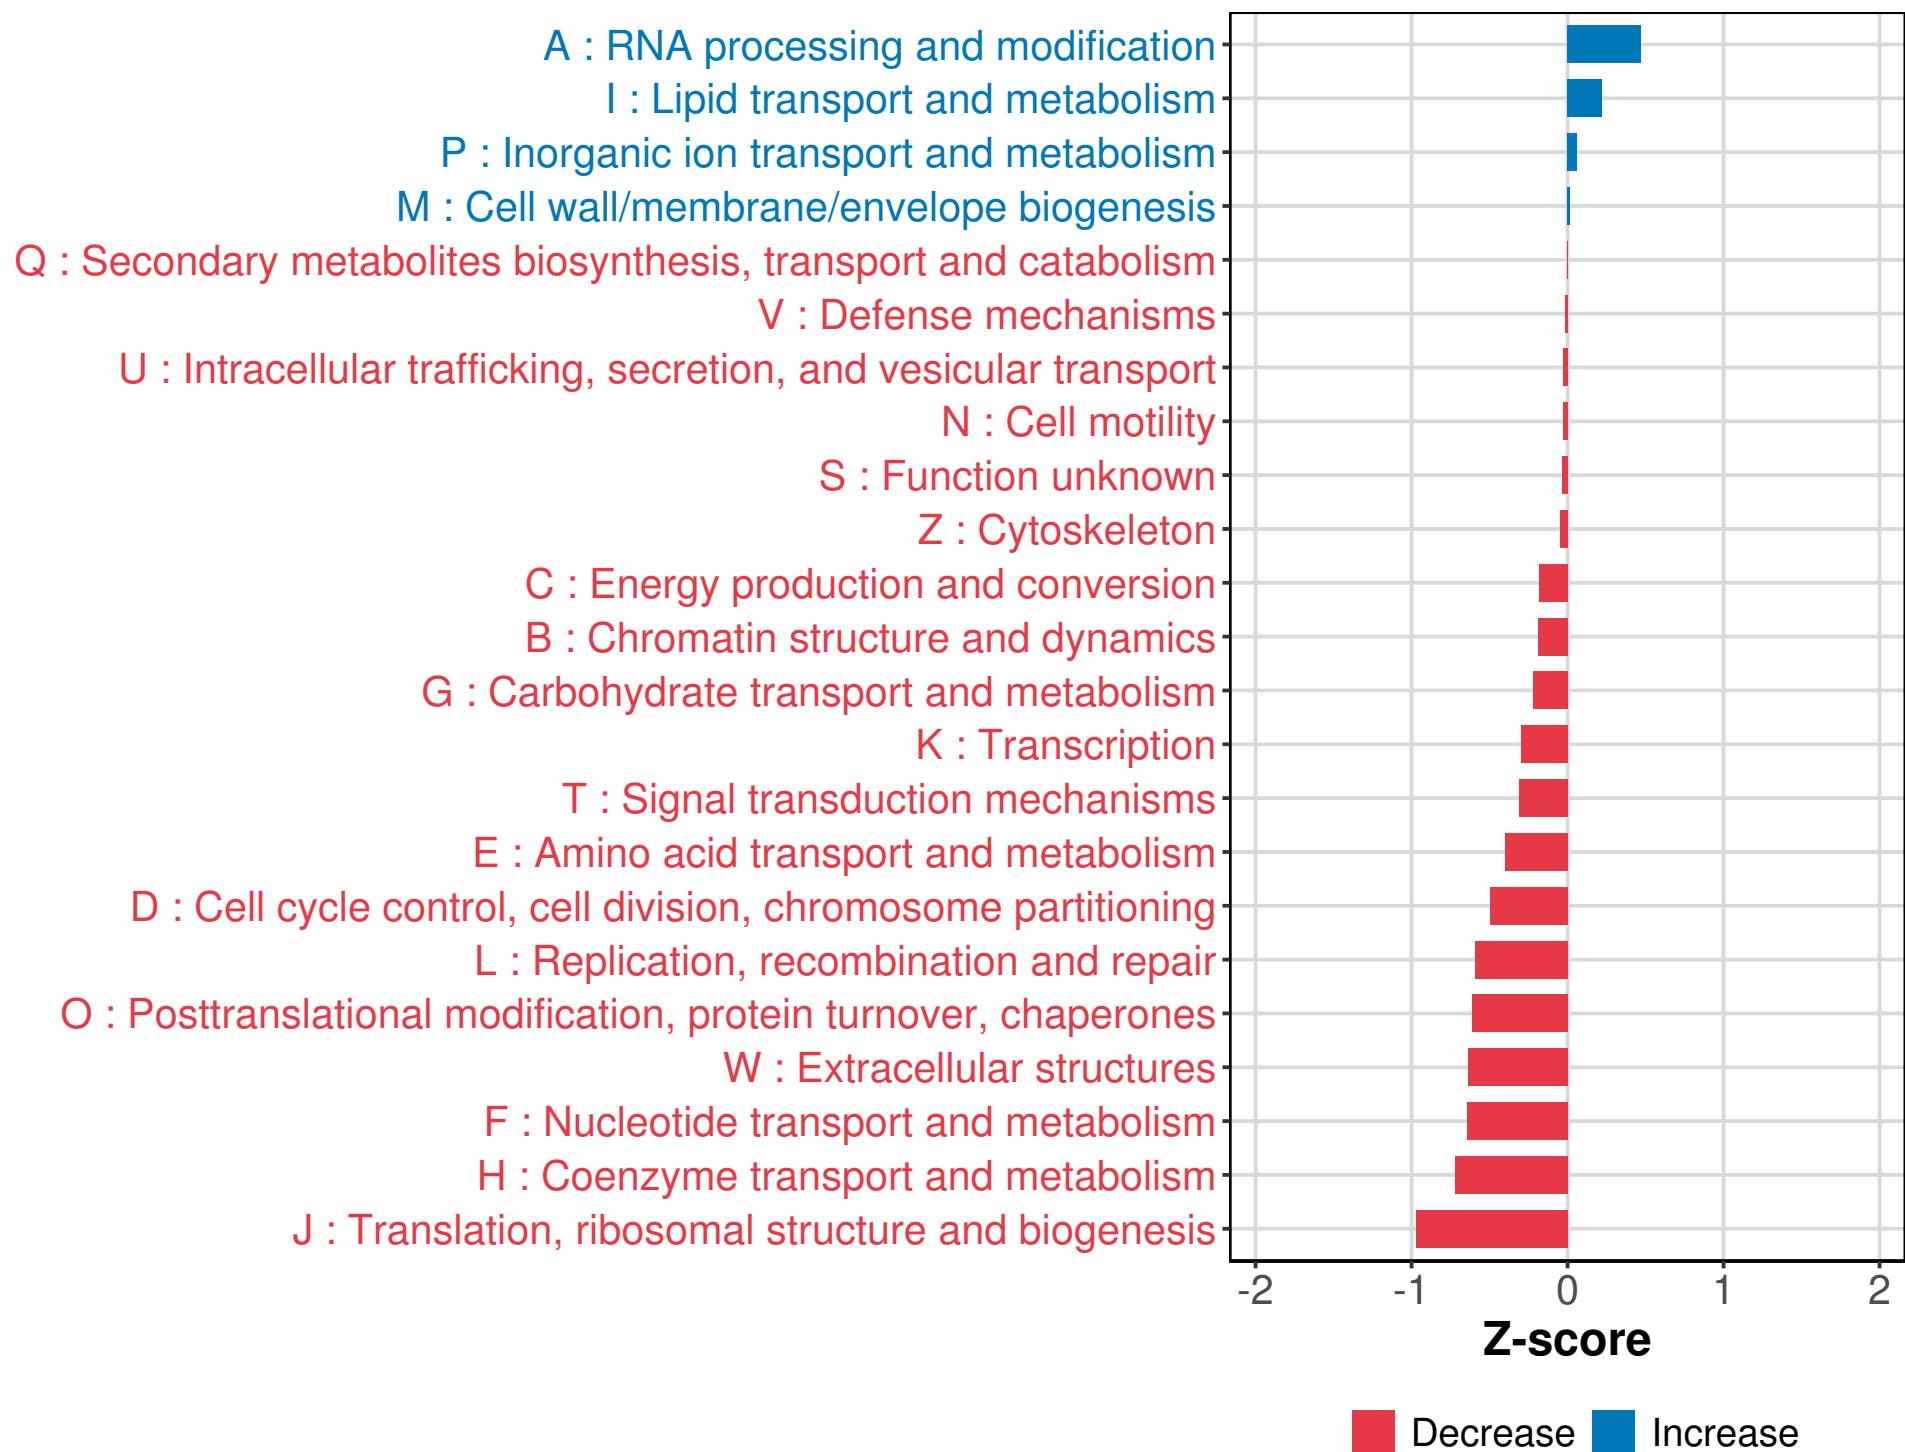 A : RNA processing and modification
I : Lipid transport and metabolism
P : Inorganic ion transport and metabolism
M : Cell wall/membrane/envelope biogenesis
Q : Secondary metabolites biosynthesis, transport and catabolism
V : Defense mechanisms
U : Intracellular trafficking, secretion, and vesicular transport
N : Cell motility
S : Function unknown
Z : Cytoskeleton
C : Energy production and conversion
B : Chromatin structure and dynamics
G : Carbohydrate transport and metabolism
K : Transcription
T : Signal transduction mechanisms
E : Amino acid transport and metabolism
D : Cell cycle control, cell division, chromosome partitioning
L : Replication, recombination and repair
O : Posttranslational modification, protein turnover, chaperones
W : Extracellular structures
F : Nucleotide transport and metabolism
H : Coenzyme transport and metabolism
J : Translation, ribosomal structure and biogenesis
-2 -1 0 1 2
Z-score
Decrease Increase